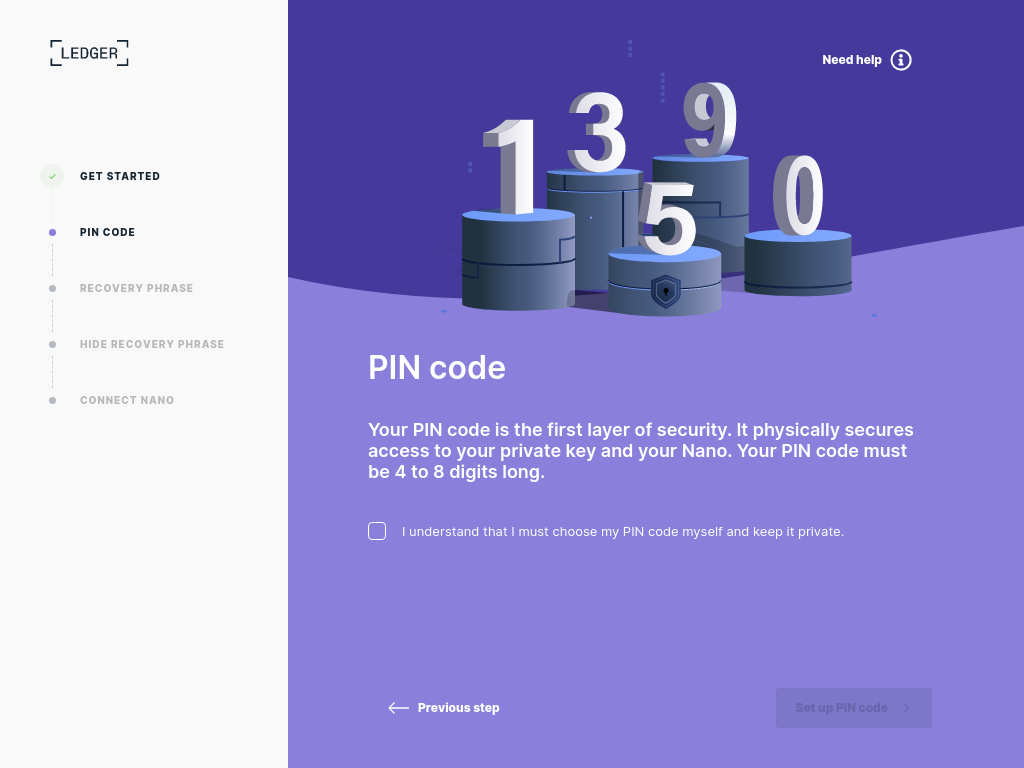 LEDGER
GET STARTED
PIN CODE
RECOVERY PHRASE
HIDE RECOVERY PHRASE
CONNECT NANO
Need help
1 3 5 9 0
PIN code
Your PIN code is the first layer of security. It physically secures
access to your private key and your Nano. Your PIN code must
be 4 to 8 digits long.
I understand that I must choose my PIN code myself and keep it private.
Previous step
Set up PIN code